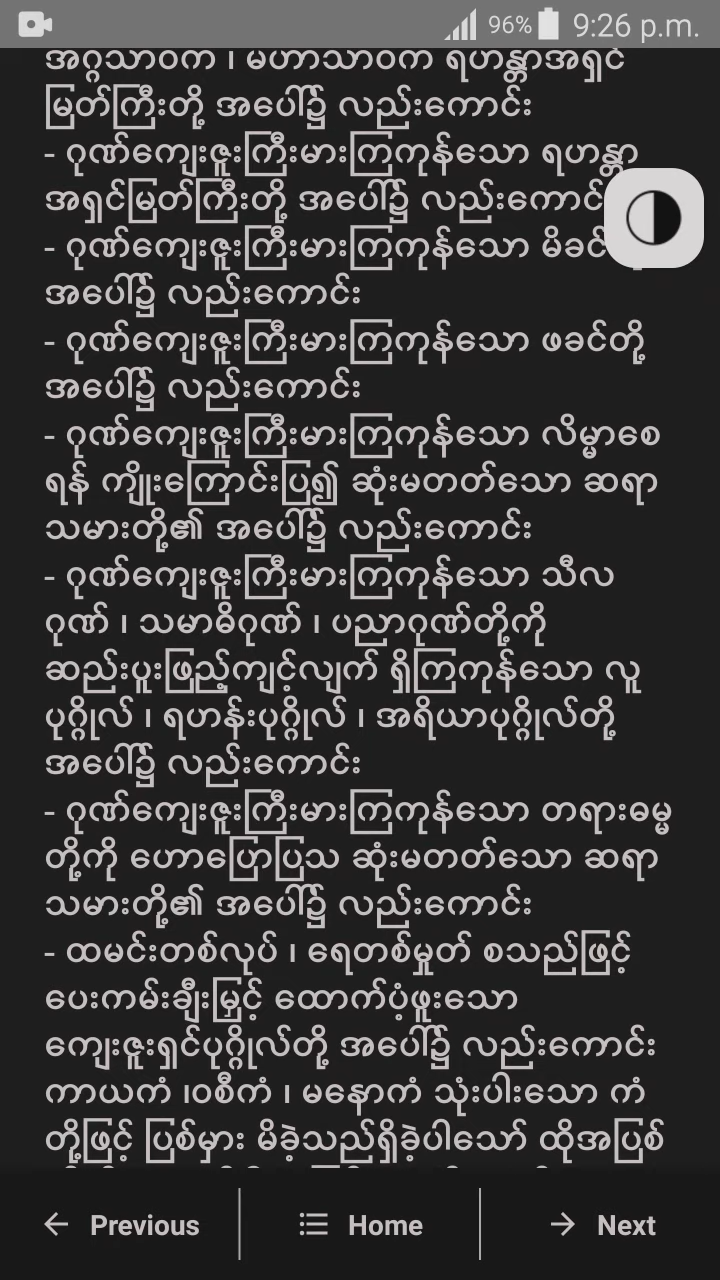 96% 9:26 p.m.
အဂ္ဂသာဝက ၊ မဟာသာဝက ရဟန္တာအရှင်
မြတ်ကြီးတို့ အပေါ်၌ လည်းကောင်း
- ဂုဏ်ကျေးဇူးကြီးမားကြကုန်သော ရဟန္တာ
အရှင်မြတ်ကြီးတို့ အပေါ်၌ လည်းကောင်
- ဂုဏ်ကျေးဇူးကြီးမားကြကုန်သော မိခင်
အပေါ်၌ လည်းကောင်း
- ဂုဏ်ကျေးဇူးကြီးမားကြကုန်သော ဖခင်တို့
အပေါ်၌ လည်းကောင်း
- ဂုဏ်ကျေးဇူးကြီးမားကြကုန်သော လိမ္မာစေ
ရန် ကျိုးကြောင်းပြ၍ ဆုံးမတတ်သော ဆရာ
သမားတို့၏ အပေါ်၌ လည်းကောင်း
- ဂုဏ်ကျေးဇူးကြီးမားကြကုန်သော သီလ
ဂုဏ် ၊ သမာဓိဂုဏ် ၊ ပညာဂုဏ်တို့ကို
ဆည်းပူးဖြည့်ကျင့်လျက် ရှိကြကုန်သော လူ
ပုဂ္ဂိုလ် ၊ ရဟန်းပုဂ္ဂိုလ် ၊ အရိယာပုဂ္ဂိုလ်တို့
အပေါ်၌ လည်းကောင်း
- ဂုဏ်ကျေးဇူးကြီးမားကြကုန်သော တရားဓမ္မ
တို့ကို ဟောပြောပြသ ဆုံးမတတ်သော ဆရာ
သမားတို့၏ အပေါ်၌ လည်းကောင်း
- ထမင်းတစ်လုပ် ၊ ရေတစ်မှုတ် စသည်ဖြင့်
ပေးကမ်းချီးမြှင့် ထောက်ပံ့ဖူးသော
ကျေးဇူးရှင်ပုဂ္ဂိုလ်တို့ အပေါ်၌ လည်းကောင်း
ကာယကံ ၊ဝစီကံ ၊ မနောကံ သုံးပါးသော ကံ
တို့ဖြင့် ပြစ်မှား မိခဲ့သည်ရှိခဲ့ပါသော် ထိုအပြစ်
Previous Home Next